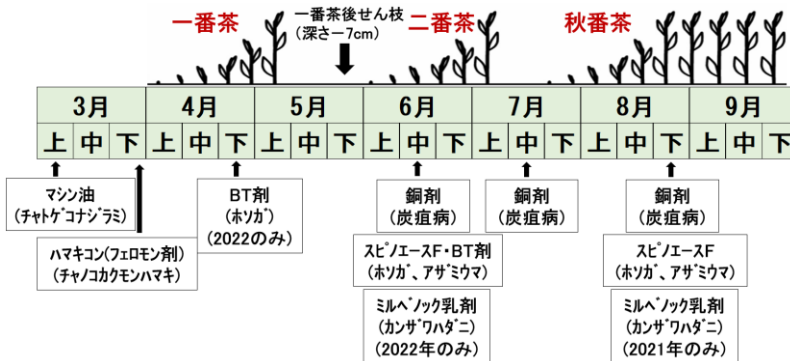 一番茶
一番茶後せん枝
(深さ－7cm)
二番茶
秋番茶
3月 4月 5月 6月 7月 8月 9月
上 中 下 上 中 下 上 中 下 上 中 下 上 中 下 上 中 下 上 中 下
マシン油
(チャトゲコナジラミ)
ハマキコン(フェロモン剤)
(チャノコカクモンハマキ)
BT剤
(ホソガ)
(2022のみ)
銅剤
(炭疽病)
スピノエースF・BT剤
(ホソガ、アザミウマ)
ミルベノック乳剤
(カンザワハダニ)
(2022年のみ)
銅剤
(炭疽病)
銅剤
(炭疽病)
スピノエースF
(ホソガ、アザミウマ)
ミルベノック乳剤
(カンザワハダニ)
(2021年のみ)